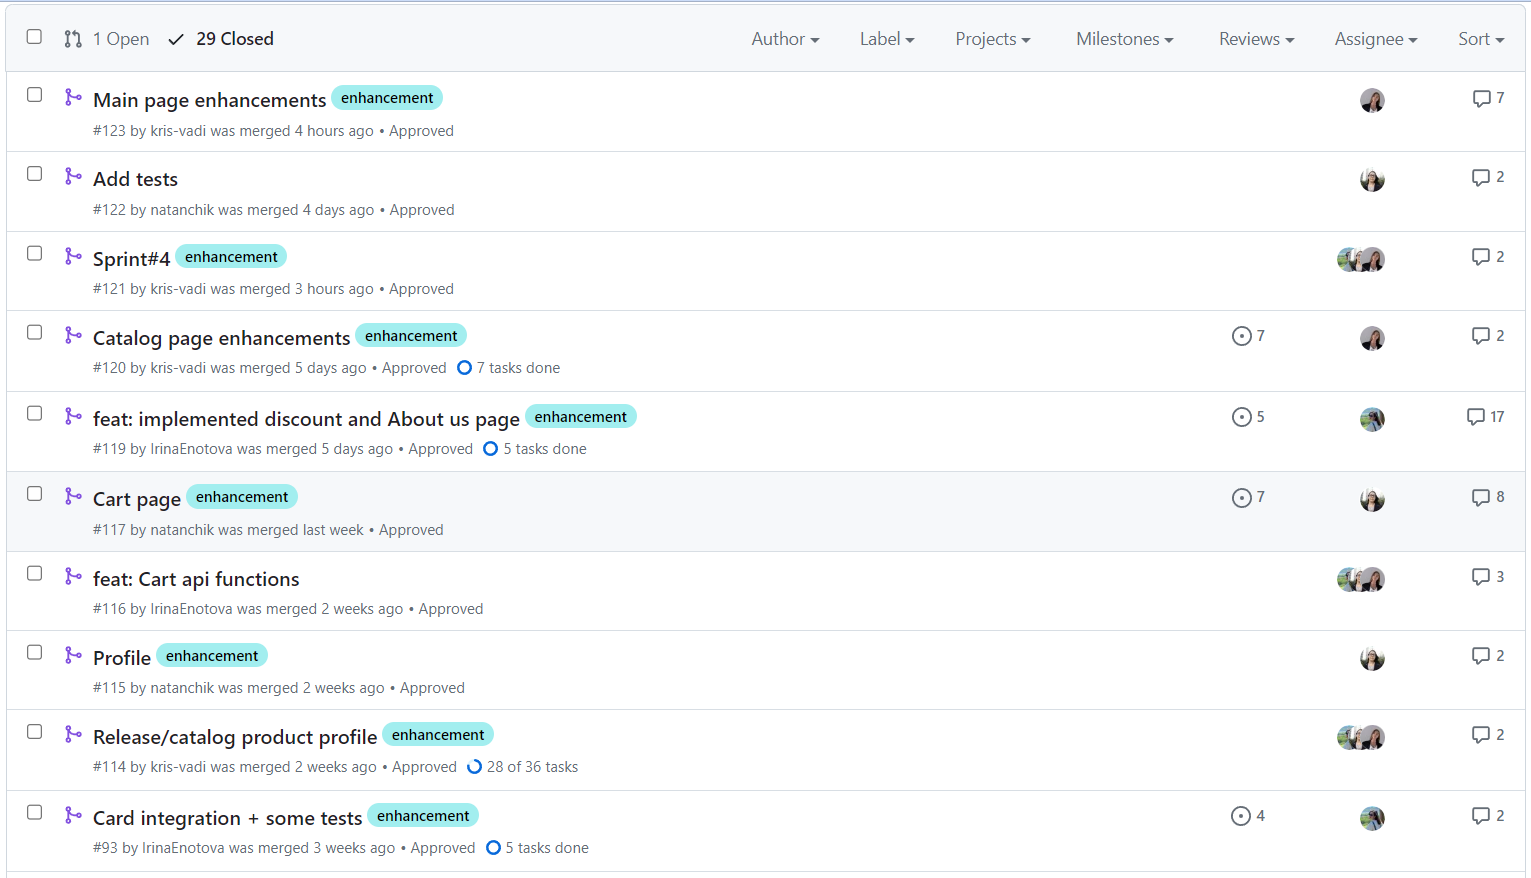 1 Open 29 Closed Author Label Projects Milestones Reviews Assignee Sort
Main page enhancements enhancement 7
#123 by kris-vadi was merged 4 hours ago • Approved
Add tests 2
#122 by natanchik was merged 4 days ago • Approved
Sprint#4 enhancement 2
#121 by kris-vadi was merged 3 hours ago • Approved
Catalog page enhancements enhancement 7 2
#120 by kris-vadi was merged 5 days ago • Approved 7 tasks done
feat: implemented discount and About us page enhancement 5 17
#119 by IrinaEnotova was merged 5 days ago • Approved 5 tasks done
Cart page enhancement 7 8
#117 by natanchik was merged last week • Approved
feat: Cart api functions 3
#116 by IrinaEnotova was merged 2 weeks ago • Approved
Profile enhancement 2
#115 by natanchik was merged 2 weeks ago • Approved
Release/catalog product profile enhancement 2
#114 by kris-vadi was merged 2 weeks ago • Approved 28 of 36 tasks
Card integration + some tests enhancement 4 2
#93 by IrinaEnotova was merged 3 weeks ago • Approved 5 tasks done